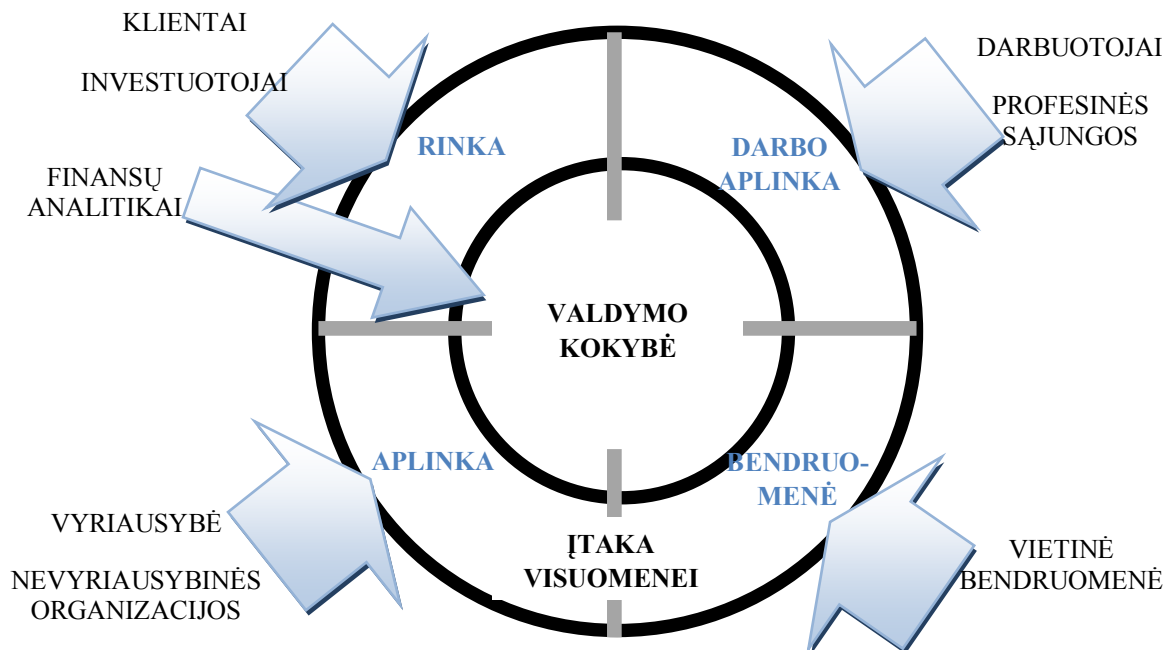 KLIENTAI
INVESTUOTOJAI
FINANSŲ
ANALITIKAI
RINKA
DARBO
APLINKA
DARBUOTOJAI
PROFESINĖS
SĄJUNGOS
VALDYMO
KOKYBĖ
APLINKA
BENDRUO-
MENĖ
ĮTAKA
VISUOMENEI
VYRIAUSYBĖ
NEVYRIAUSYBINĖS
ORGANIZACIJOS
VIETINĖ
BENDRUOMENĖ